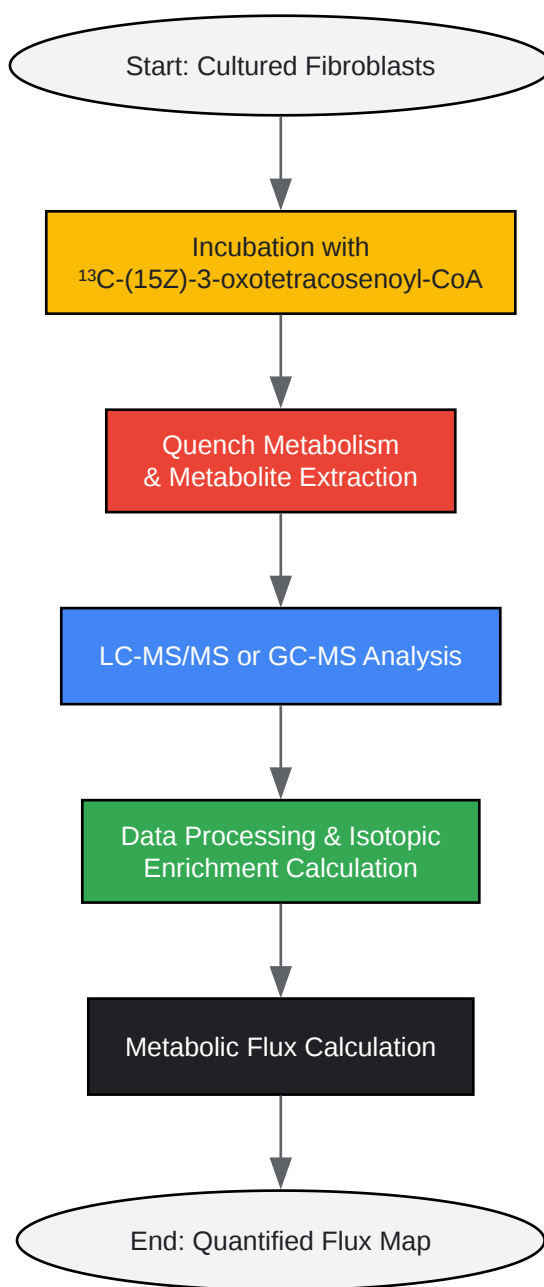 Start: Cultured Fibroblasts
Incubation with
¹³C-(15Z)-3-oxotetracosenoyl-CoA
Quench Metabolism
& Metabolite Extraction
LC-MS/MS or GC-MS Analysis
Data Processing & Isotopic
Enrichment Calculation
Metabolic Flux Calculation
End: Quantified Flux Map